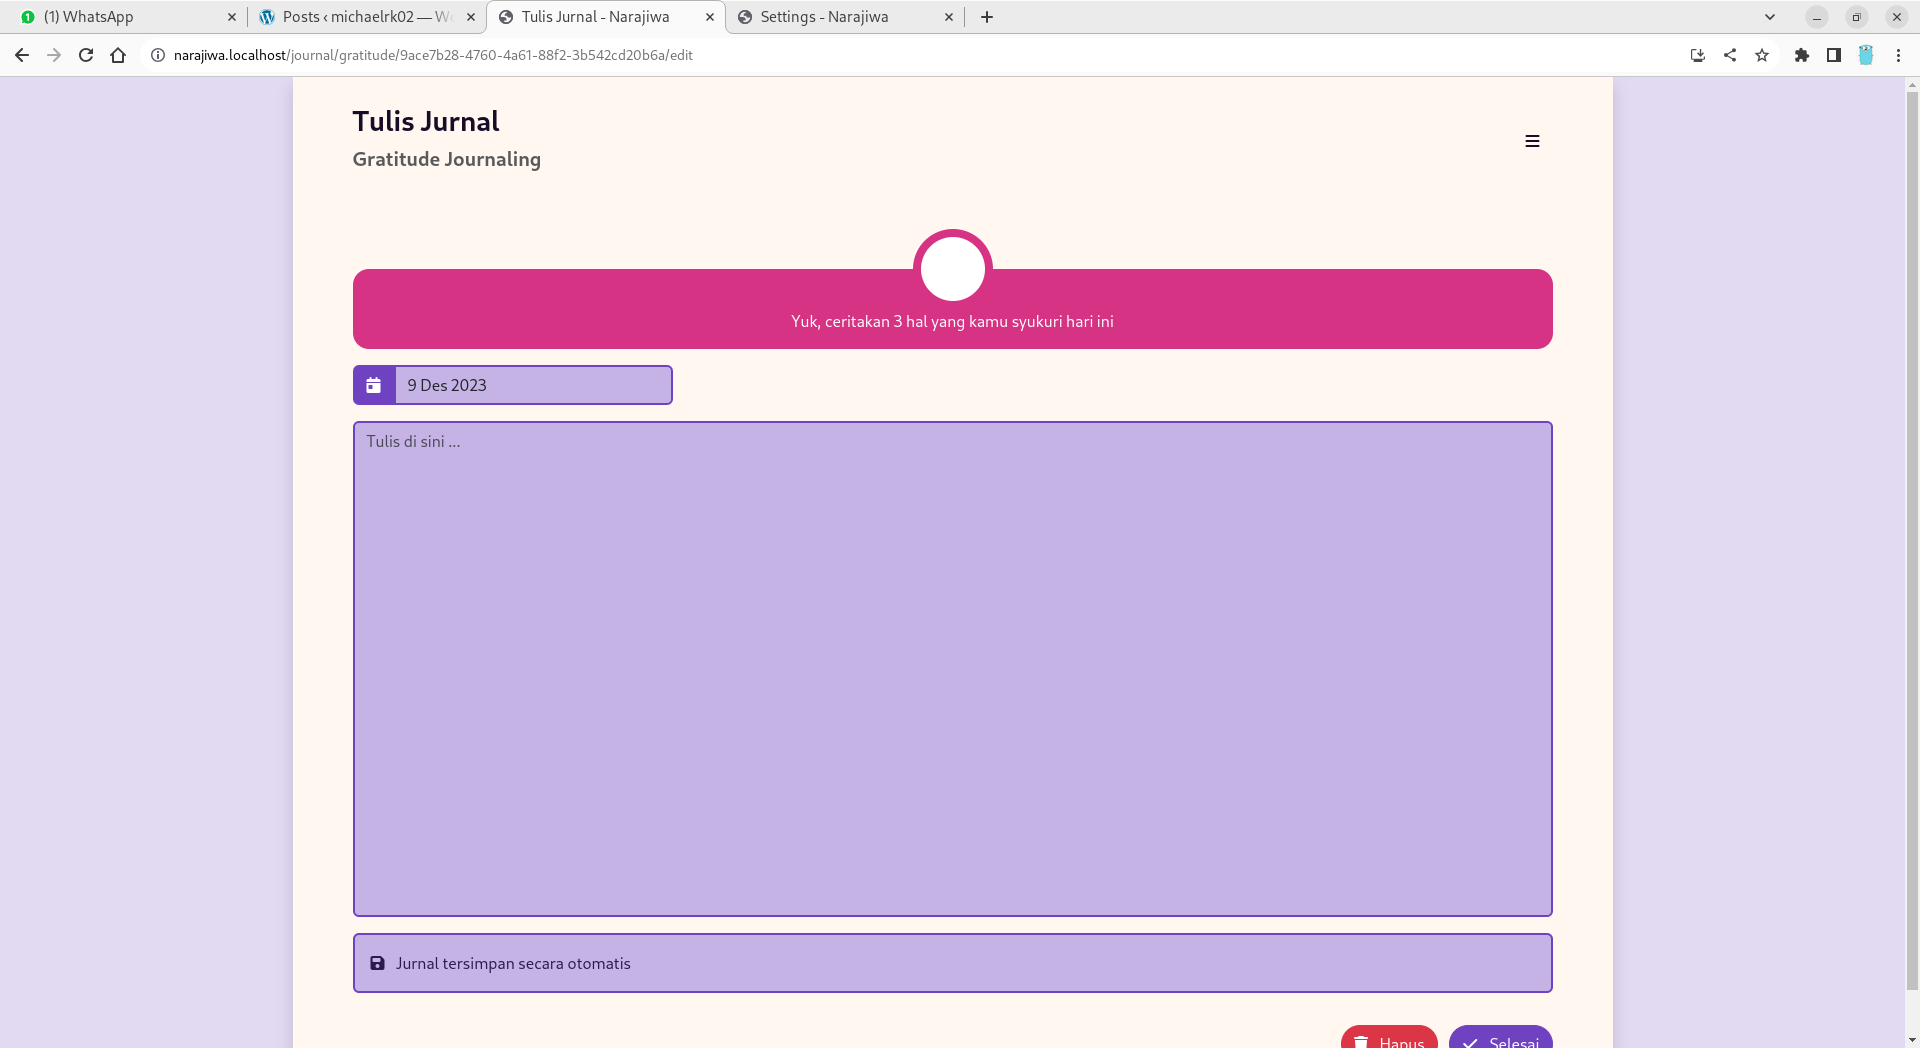 (1) WhatsApp
Posts ‹ michaelrk02 — W
Tulis Jurnal - Narajiwa
Settings - Narajiwa
narajiwa.localhost/journal/gratitude/9ace7b28-4760-4a61-88f2-3b542cd20b6a/edit
Tulis Jurnal
Gratitude Journaling
Yuk, ceritakan 3 hal yang kamu syukuri hari ini
9 Des 2023
Tulis di sini ...
Jurnal tersimpan secara otomatis
Hapus
Selesai